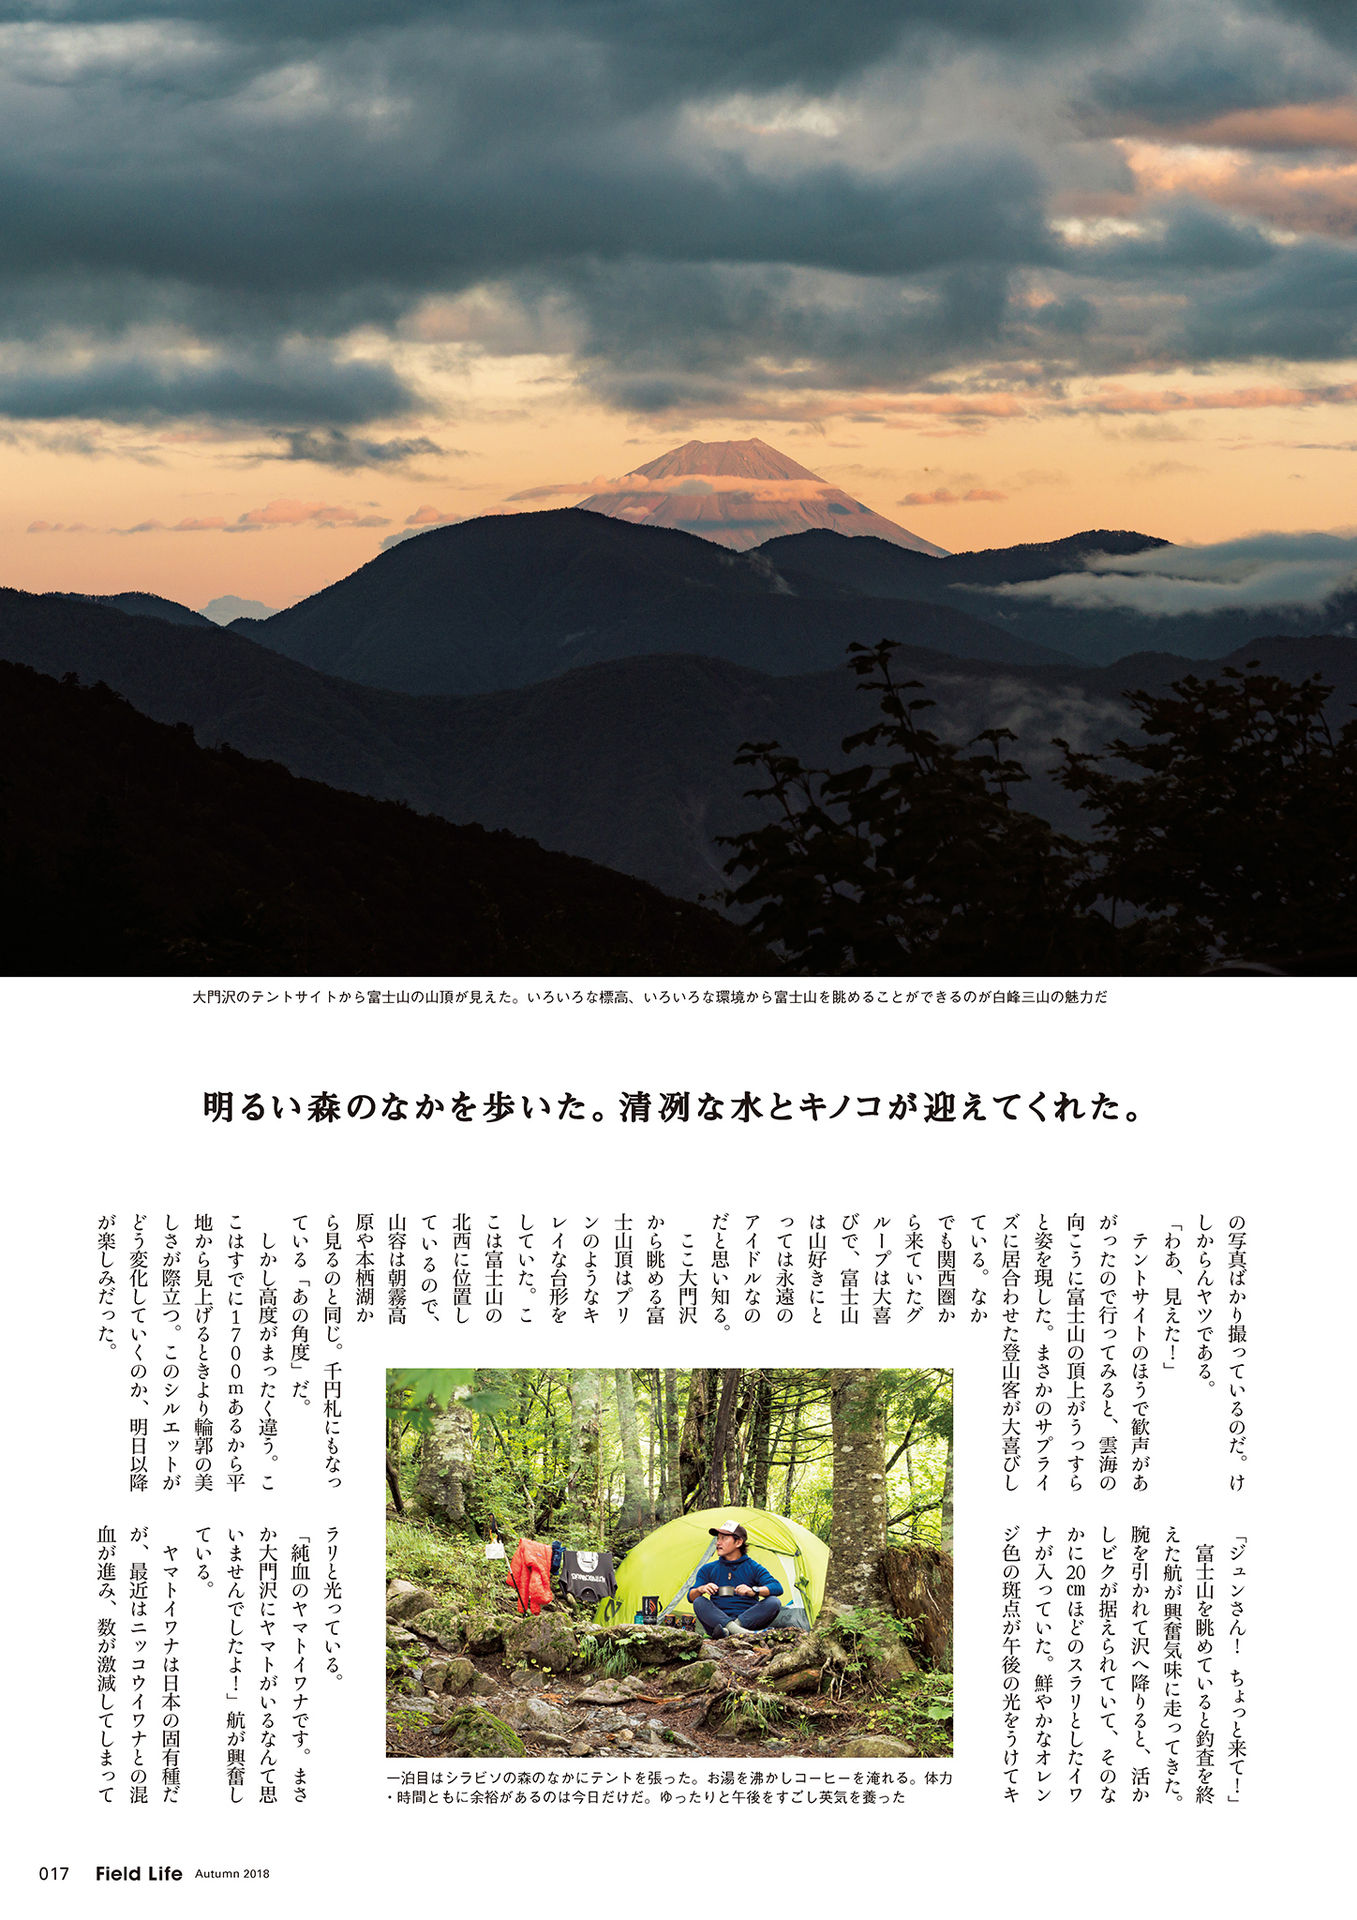 大門沢のテントサイトから富士山の山頂が見えた。いろいろな標高、いろいろな環境から富士山を眺めることができるのが白峰三山の魅力だ
明るい森のなかを歩いた。清冽な水とキノコが迎えてくれた。
の写真ばかり撮っているのだ。け
しからんヤツである。
「わあ、見えた！」
テントサイトのほうで歓声があ
がったので行ってみると、雲海の
向こうに富士山の頂上がうっすら
と姿を現した。まさかのサプライ
ズに居合わせた登山客が大喜びし
ている。なか
でも関西圏か
ら来ていたグ
ループは大喜
びで、富士山
は山好きにと
っては永遠の
アイドルなの
だと思い知る。
ここ大門沢
から眺める富
士山頂はプリ
ンのようなキ
レイな台形を
していた。こ
こは富士山の
北西に位置し
ているので、
山容は朝霧高
原や本栖湖か
ら見るのと同じ。千円札にもなっ
ている「あの角度」だ。
しかし高度がまったく違う。こ
こはすでに1700mあるから平
地から見上げるときより輪郭の美
しさが際立つ。このシルエットが
どう変化していくのか、明日以降
が楽しみだった。
「ジュンさん！　ちょっと来て！」
富士山を眺めていると釣査を終
えた航が興奮気味に走ってきた。
腕を引かれて沢へ降りると、活か
しビクが据えられていて、そのな
かに20㎝ほどのスラリとしたイワ
ナが入っていた。鮮やかなオレン
ジ色の斑点が午後の光をうけてキ
ラリと光っている。
「純血のヤマトイワナです。まさ
か大門沢にヤマトがいるなんて思
いませんでしたよ！」航が興奮し
ている。
ヤマトイワナは日本の固有種だ
が、最近はニッコウイワナとの混
血が進み、数が激減してしまって
一泊目はシラビソの森のなかにテントを張った。お湯を沸かしコーヒーを淹れる。体力
・時間ともに余裕があるのは今日だけだ。ゆったりと午後をすごし英気を養った
017 Field Life Autumn 2018